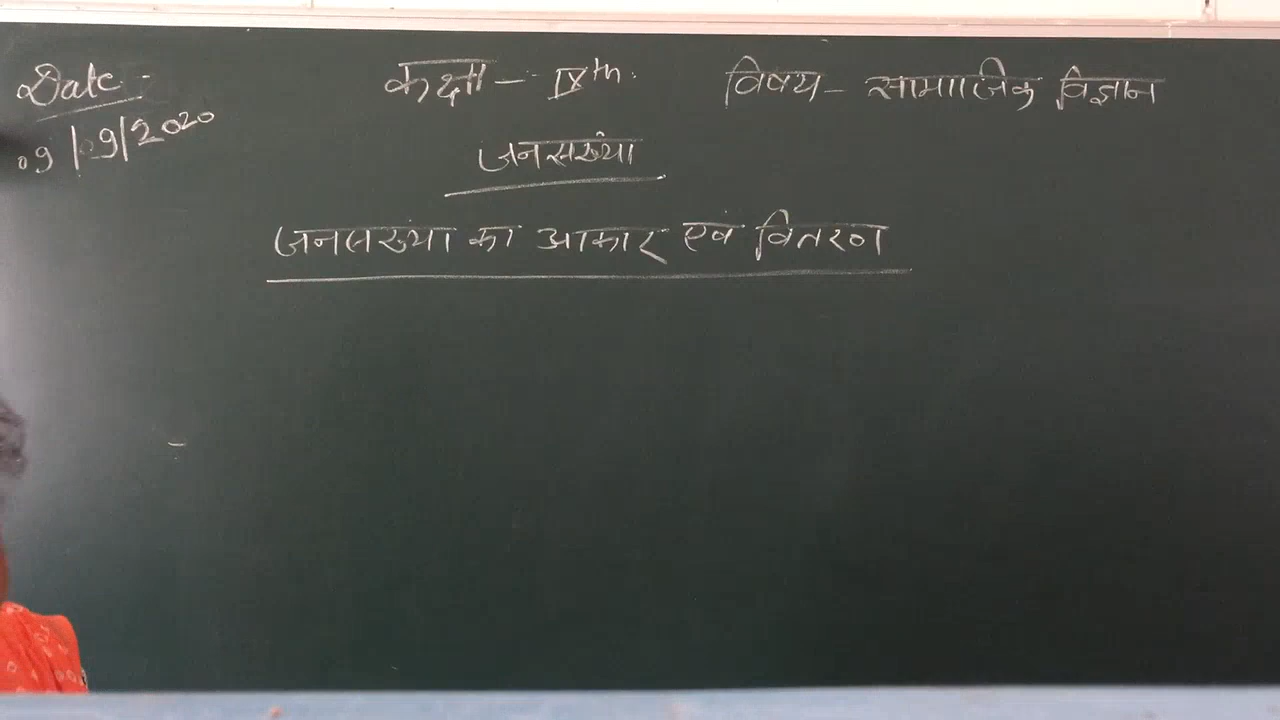 Date :-
09/09/2020
कक्षा - IXth.
विषय - सामाजिक विज्ञान
जनसंख्या
जनसंख्या का आकार एवं वितरण